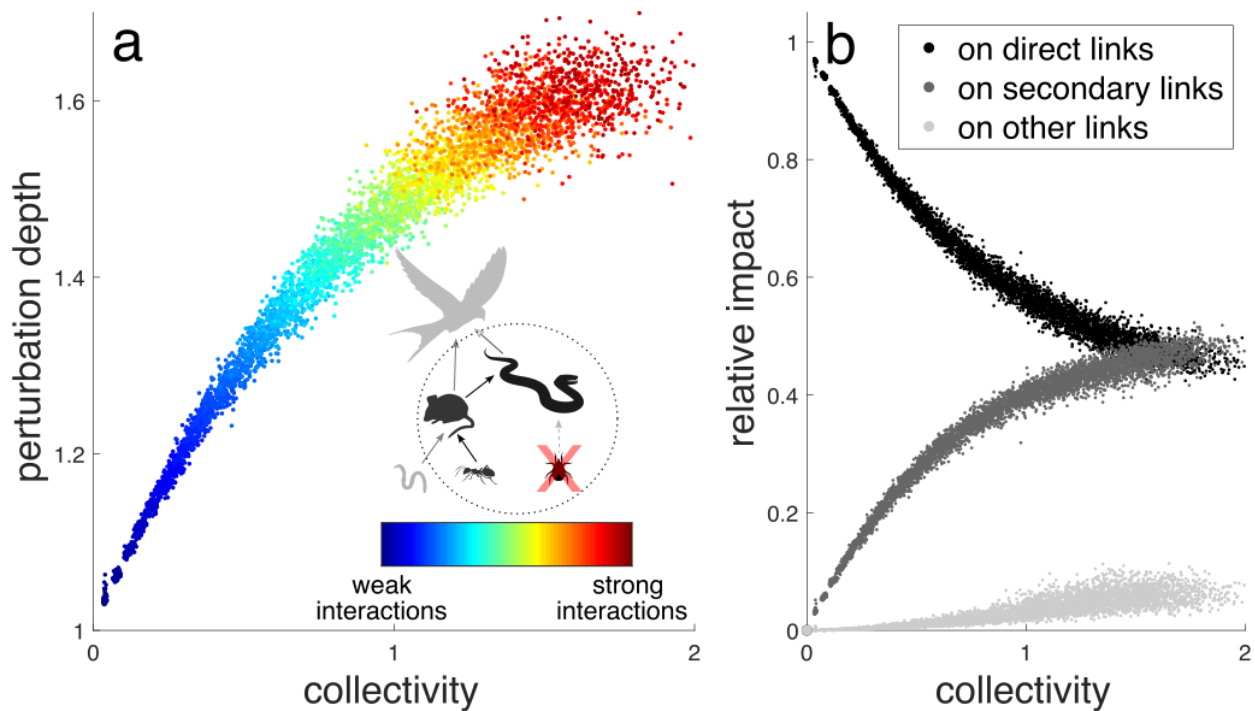 a
perturbation depth
1.6
1.4
1.2
1
0
1
2
collectivity
weak
interactions
strong
interactions
b
on direct links
on secondary links
on other links
relative impact
1
0.8
0.6
0.4
0.2
0
0
1
2
collectivity